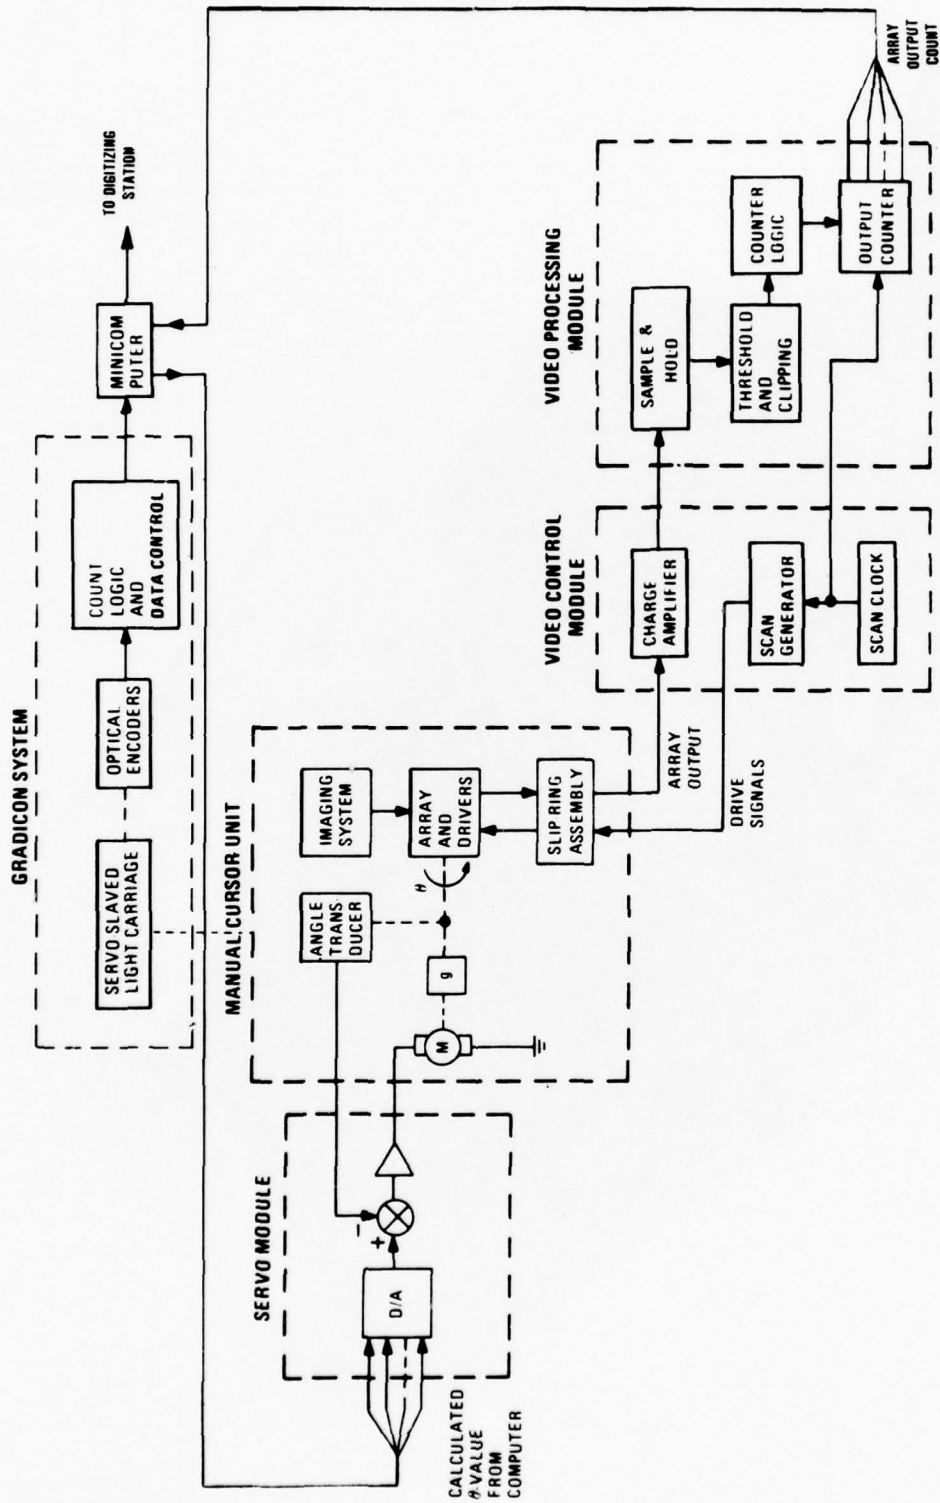 GRADICON SYSTEM
SERVO SLAVED
LIGHT CARRIAGE
OPTICAL
ENCODERS
COUNT
LOGIC
AND
DATA CONTROL
MINICOM
PUTER
TO DIGITIZING
STATION
MANUAL CURSOR UNIT
ANGLE
TRANS-
DUCER
IMAGING
SYSTEM
g
M
θ
ARRAY
AND
DRIVERS
SLIP RING
ASSEMBLY
SERVO MODULE
D/A
+
-
CALCULATED
θ-VALUE
FROM
COMPUTER
ARRAY
OUTPUT
DRIVE
SIGNALS
VIDEO CONTROL
MODULE
CHARGE
AMPLIFIER
SCAN
GENERATOR
SCAN CLOCK
VIDEO PROCESSING
MODULE
SAMPLE &
HOLD
THRESHOLD
AND
CLIPPING
COUNTER
LOGIC
OUTPUT
COUNTER
ARRAY
OUTPUT
COUNT